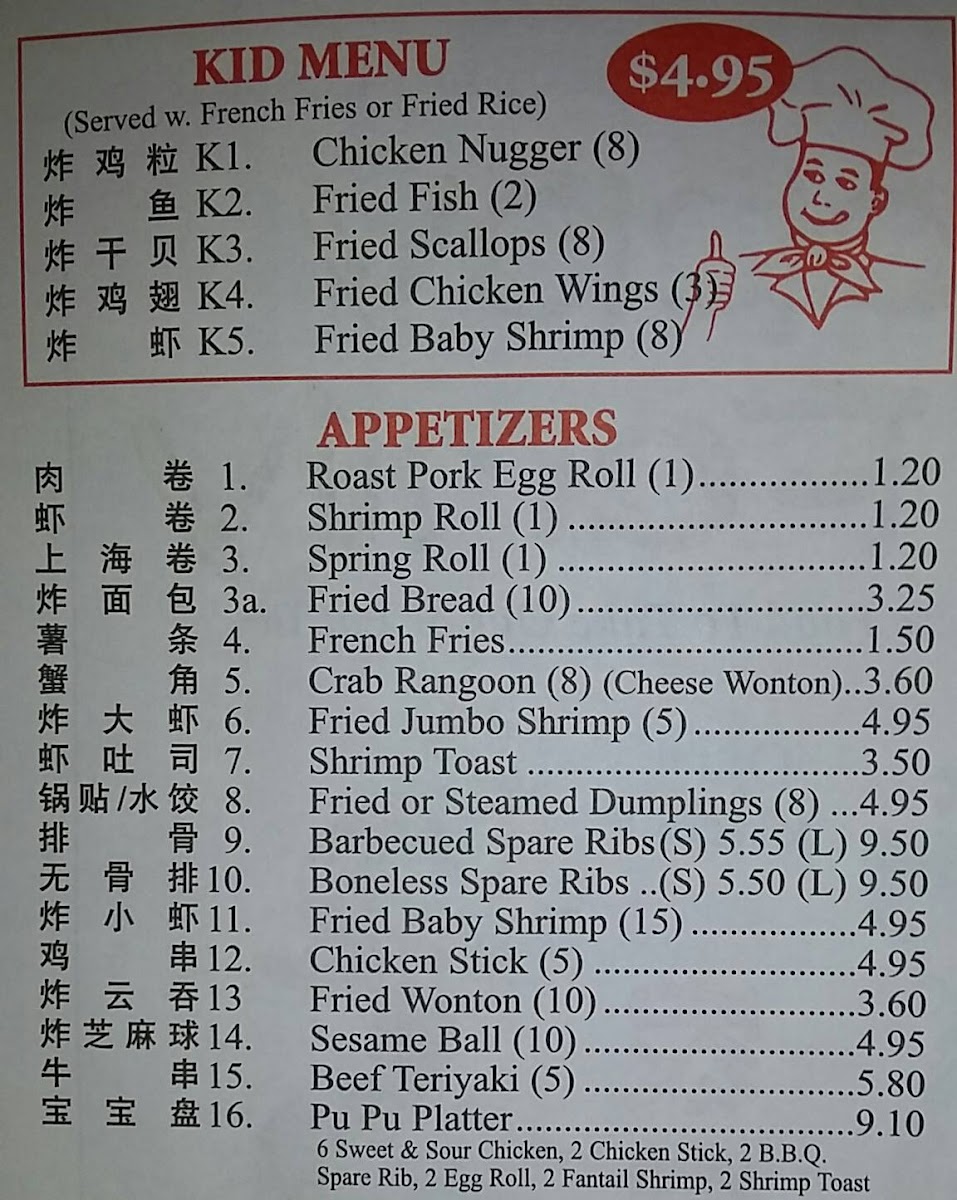 KID MENU
$4.95
(Served w. French Fries or Fried Rice)
炸鸡粒 K1. Chicken Nugger (8)
炸鱼 K2. Fried Fish (2)
炸干贝 K3. Fried Scallops (8)
炸鸡翅 K4. Fried Chicken Wings (3)
炸虾 K5. Fried Baby Shrimp (8)
APPETIZERS
肉卷 1. Roast Pork Egg Roll (1).................1.20
虾卷 2. Shrimp Roll (1) ..............................1.20
上海卷 3. Spring Roll (1) ...............................1.20
炸面包 3a. Fried Bread (10).............................3.25
薯条 4. French Fries....................................1.50
蟹角 5. Crab Rangoon (8) (Cheese Wonton)..3.60
炸大虾 6. Fried Jumbo Shrimp (5).................4.95
虾吐司 7. Shrimp Toast ..................................3.50
锅贴/水饺 8. Fried or Steamed Dumplings (8) ...4.95
排骨 9. Barbecued Spare Ribs(S) 5.55 (L) 9.50
无骨排 10. Boneless Spare Ribs ..(S) 5.50 (L) 9.50
炸小虾 11. Fried Baby Shrimp (15) .................4.95
鸡串 12. Chicken Stick (5) ...........................4.95
炸云吞 13 Fried Wonton (10)..........................3.60
炸芝麻球 14. Sesame Ball (10)............................4.95
牛串 15. Beef Teriyaki (5) ............................5.80
宝宝盘 16. Pu Pu Platter...................................9.10
6 Sweet & Sour Chicken, 2 Chicken Stick, 2 B.B.Q.
Spare Rib, 2 Egg Roll, 2 Fantail Shrimp, 2 Shrimp Toast